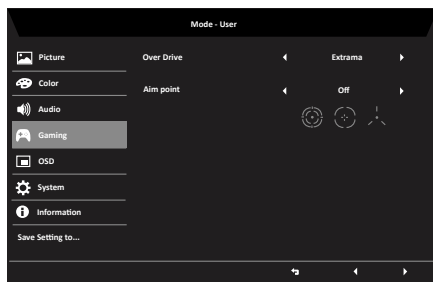 Mode - User
Picture
Over Drive Extrama
Color
Aim point Off
Audio
Gaming
OSD
System
Information
Save Setting to...